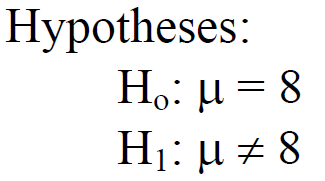 Hypotheses:
Hₒ: μ = 8
H₁: μ ≠ 8